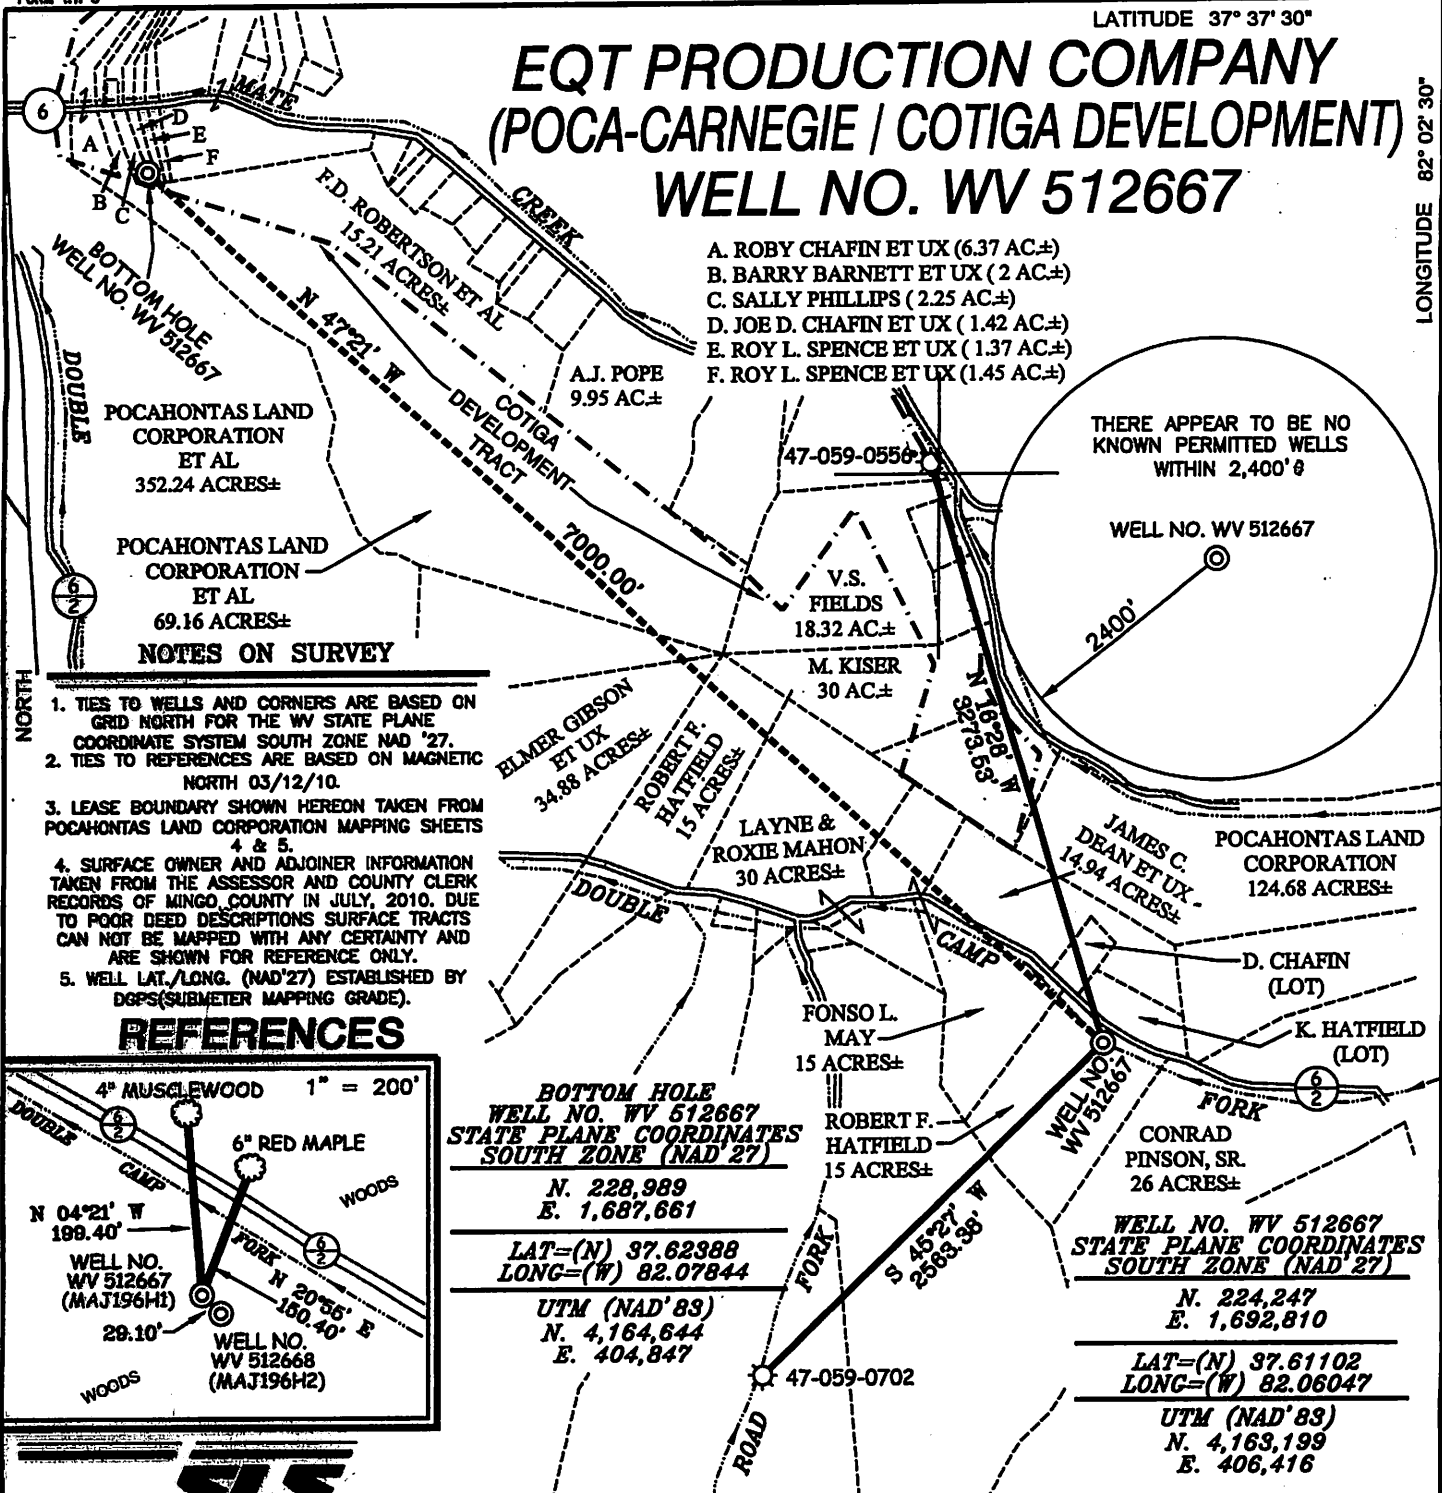 LATITUDE 37° 37' 30"
EQT PRODUCTION COMPANY
(POCA-CARNEGIE / COTIGA DEVELOPMENT)
WELL NO. WV 512667
LONGITUDE 82° 02' 30"
6
MATE
CREEK
A
B
C
D
E
F
BOTTOM HOLE
WELL NO. WV 512667
F.D. ROBERTSON ET AL
15.21 ACRES±
A. ROBY CHAFIN ET UX (6.37 AC.±)
B. BARRY BARNETT ET UX ( 2 AC.±)
C. SALLY PHILLIPS ( 2.25 AC.±)
D. JOE D. CHAFIN ET UX ( 1.42 AC.±)
E. ROY L. SPENCE ET UX ( 1.37 AC.±)
F. ROY L. SPENCE ET UX (1.45 AC.±)
N 47°21' W
7000.00'
DOUBLE
POCAHONTAS LAND
CORPORATION
ET AL
352.24 ACRES±
POCAHONTAS LAND
CORPORATION
ET AL
69.16 ACRES±
6
2
COTIGA
DEVELOPMENT
TRACT
A.J. POPE
9.95 AC.±
47-059-0556
THERE APPEAR TO BE NO
KNOWN PERMITTED WELLS
WITHIN 2,400'
WELL NO. WV 512667
2400'
V.S.
FIELDS
18.32 AC.±
M. KISER
30 AC.±
N 16°26' W
3273.53'
NORTH
NOTES ON SURVEY
1. TIES TO WELLS AND CORNERS ARE BASED ON
GRID NORTH FOR THE WV STATE PLANE
COORDINATE SYSTEM SOUTH ZONE NAD '27.
2. TIES TO REFERENCES ARE BASED ON MAGNETIC
NORTH 03/12/10.
3. LEASE BOUNDARY SHOWN HEREON TAKEN FROM
POCAHONTAS LAND CORPORATION MAPPING SHEETS
4 & 5.
4. SURFACE OWNER AND ADJOINER INFORMATION
TAKEN FROM THE ASSESSOR AND COUNTY CLERK
RECORDS OF MINGO COUNTY IN JULY, 2010. DUE
TO POOR DEED DESCRIPTIONS SURFACE TRACTS
CAN NOT BE MAPPED WITH ANY CERTAINTY AND
ARE SHOWN FOR REFERENCE ONLY.
5. WELL LAT./LONG. (NAD'27) ESTABLISHED BY
DGPS(SUBMETER MAPPING GRADE).
ELMER GIBSON
ET UX
34.88 ACRES±
ROBERT F.
HATFIELD
15 ACRES±
LAYNE &
ROXIE MAHON
30 ACRES±
JAMES C.
DEAN ET UX
14.94 ACRES±
POCAHONTAS LAND
CORPORATION
124.68 ACRES±
DOUBLE
CAMP
FORK
D. CHAFIN
(LOT)
K. HATFIELD
(LOT)
6
2
FONSO L.
MAY
15 ACRES±
ROBERT F.
HATFIELD
15 ACRES±
WELL NO.
WV 512667
CONRAD
PINSON, SR.
26 ACRES±
S 45°27' W
2563.38'
FORK
ROAD
47-059-0702
REFERENCES
4" MUSCLEWOOD
1" = 200'
6
2
6" RED MAPLE
DOUBLE
CAMP
FORK
WOODS
N 04°21' W
199.40'
WELL NO.
WV 512667
(MAJ196H1)
6
2
N 20°55' E
150.40'
29.10'
WELL NO.
WV 512668
(MAJ196H2)
WOODS
BOTTOM HOLE
WELL NO. WV 512667
STATE PLANE COORDINATES
SOUTH ZONE (NAD'27)
N. 228,989
E. 1,687,661
LAT=(N) 37.62388
LONG=(W) 82.07844
UTM (NAD'83)
N. 4,164,644
E. 404,847
WELL NO. WV 512667
STATE PLANE COORDINATES
SOUTH ZONE (NAD'27)
N. 224,247
E. 1,692,810
LAT=(N) 37.61102
LONG=(W) 82.06047
UTM (NAD'83)
N. 4,163,199
E. 406,416